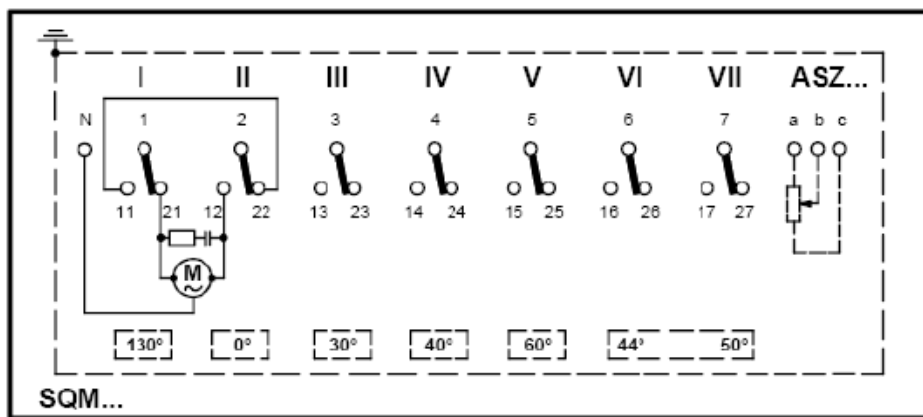 I II III IV V VI VII ASZ...
N 1 2 3 4 5 6 7 a b c
11 21 12 22 13 23 14 24 15 25 16 26 17 27
M
130° 0° 30° 40° 60° 44° 50°
SQM...